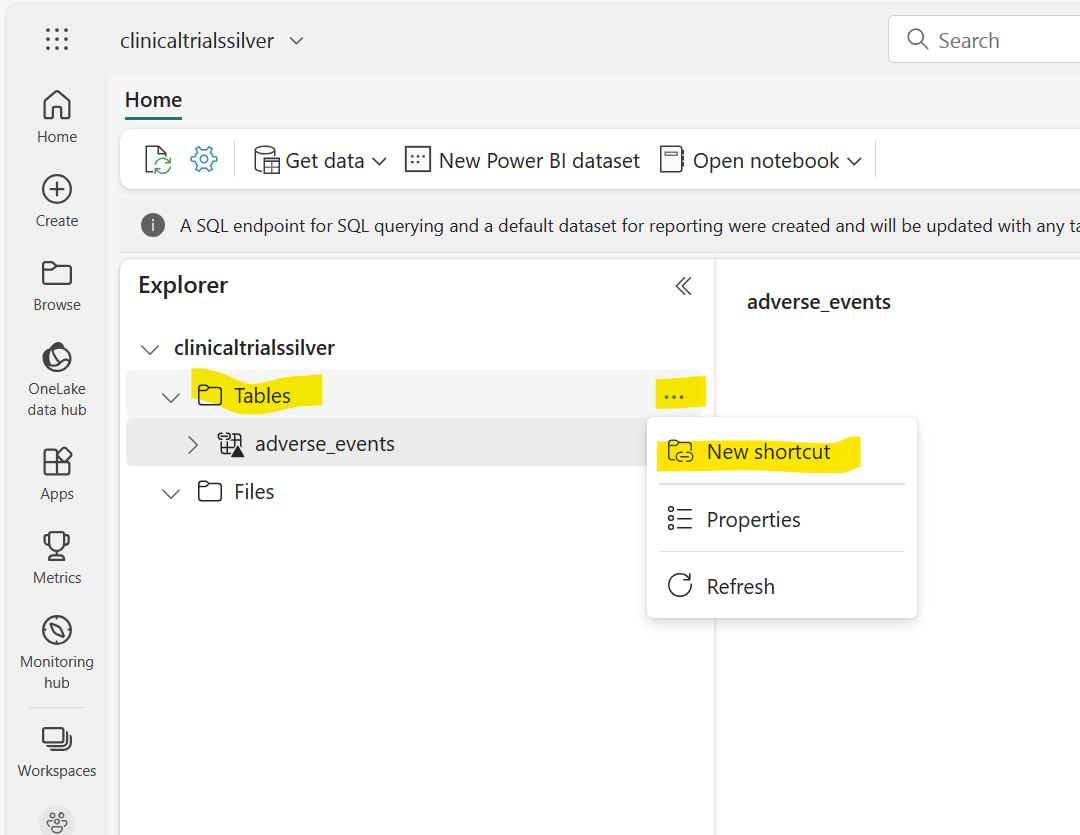 clinicaltrialssilver
Search
Home
Create
Browse
OneLake
data hub
Apps
Metrics
Monitoring
hub
Workspaces
Home
Get data
New Power BI dataset
Open notebook
A SQL endpoint for SQL querying and a default dataset for reporting were created and will be updated with any
Explorer
clinicaltrialssilver
Tables
...
adverse_events
Files
New shortcut
Properties
Refresh
adverse_events